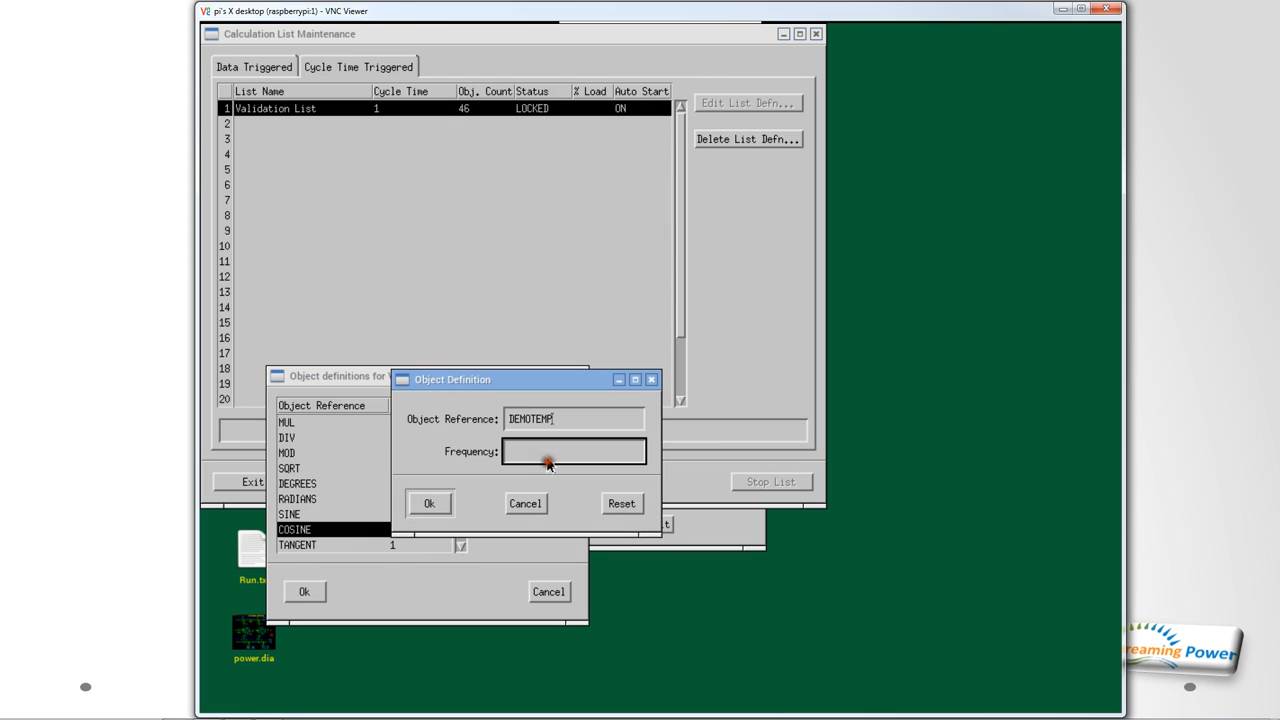 pi's X desktop (raspberrypi:1) - VNC Viewer
Calculation List Maintenance
Data Triggered
Cycle Time Triggered
List Name Cycle Time Obj. Count Status % Load Auto Start
1 Validation List 1 46 LOCKED ON
2
3
4
5
6
7
8
9
10
11
12
13
14
15
16
17
18
19
20
Edit List Defn...
Delete List Defn...
Exit
Stop List
Object definitions for V
Object Reference
MUL
DIV
MOD
SQRT
DEGREES
RADIANS
SINE
COSINE
TANGENT 1
Ok
Cancel
Object Definition
Object Reference: DEMOTEMP
Frequency:
Ok
Cancel
Reset
Run.tx
power.dia
reaming Power